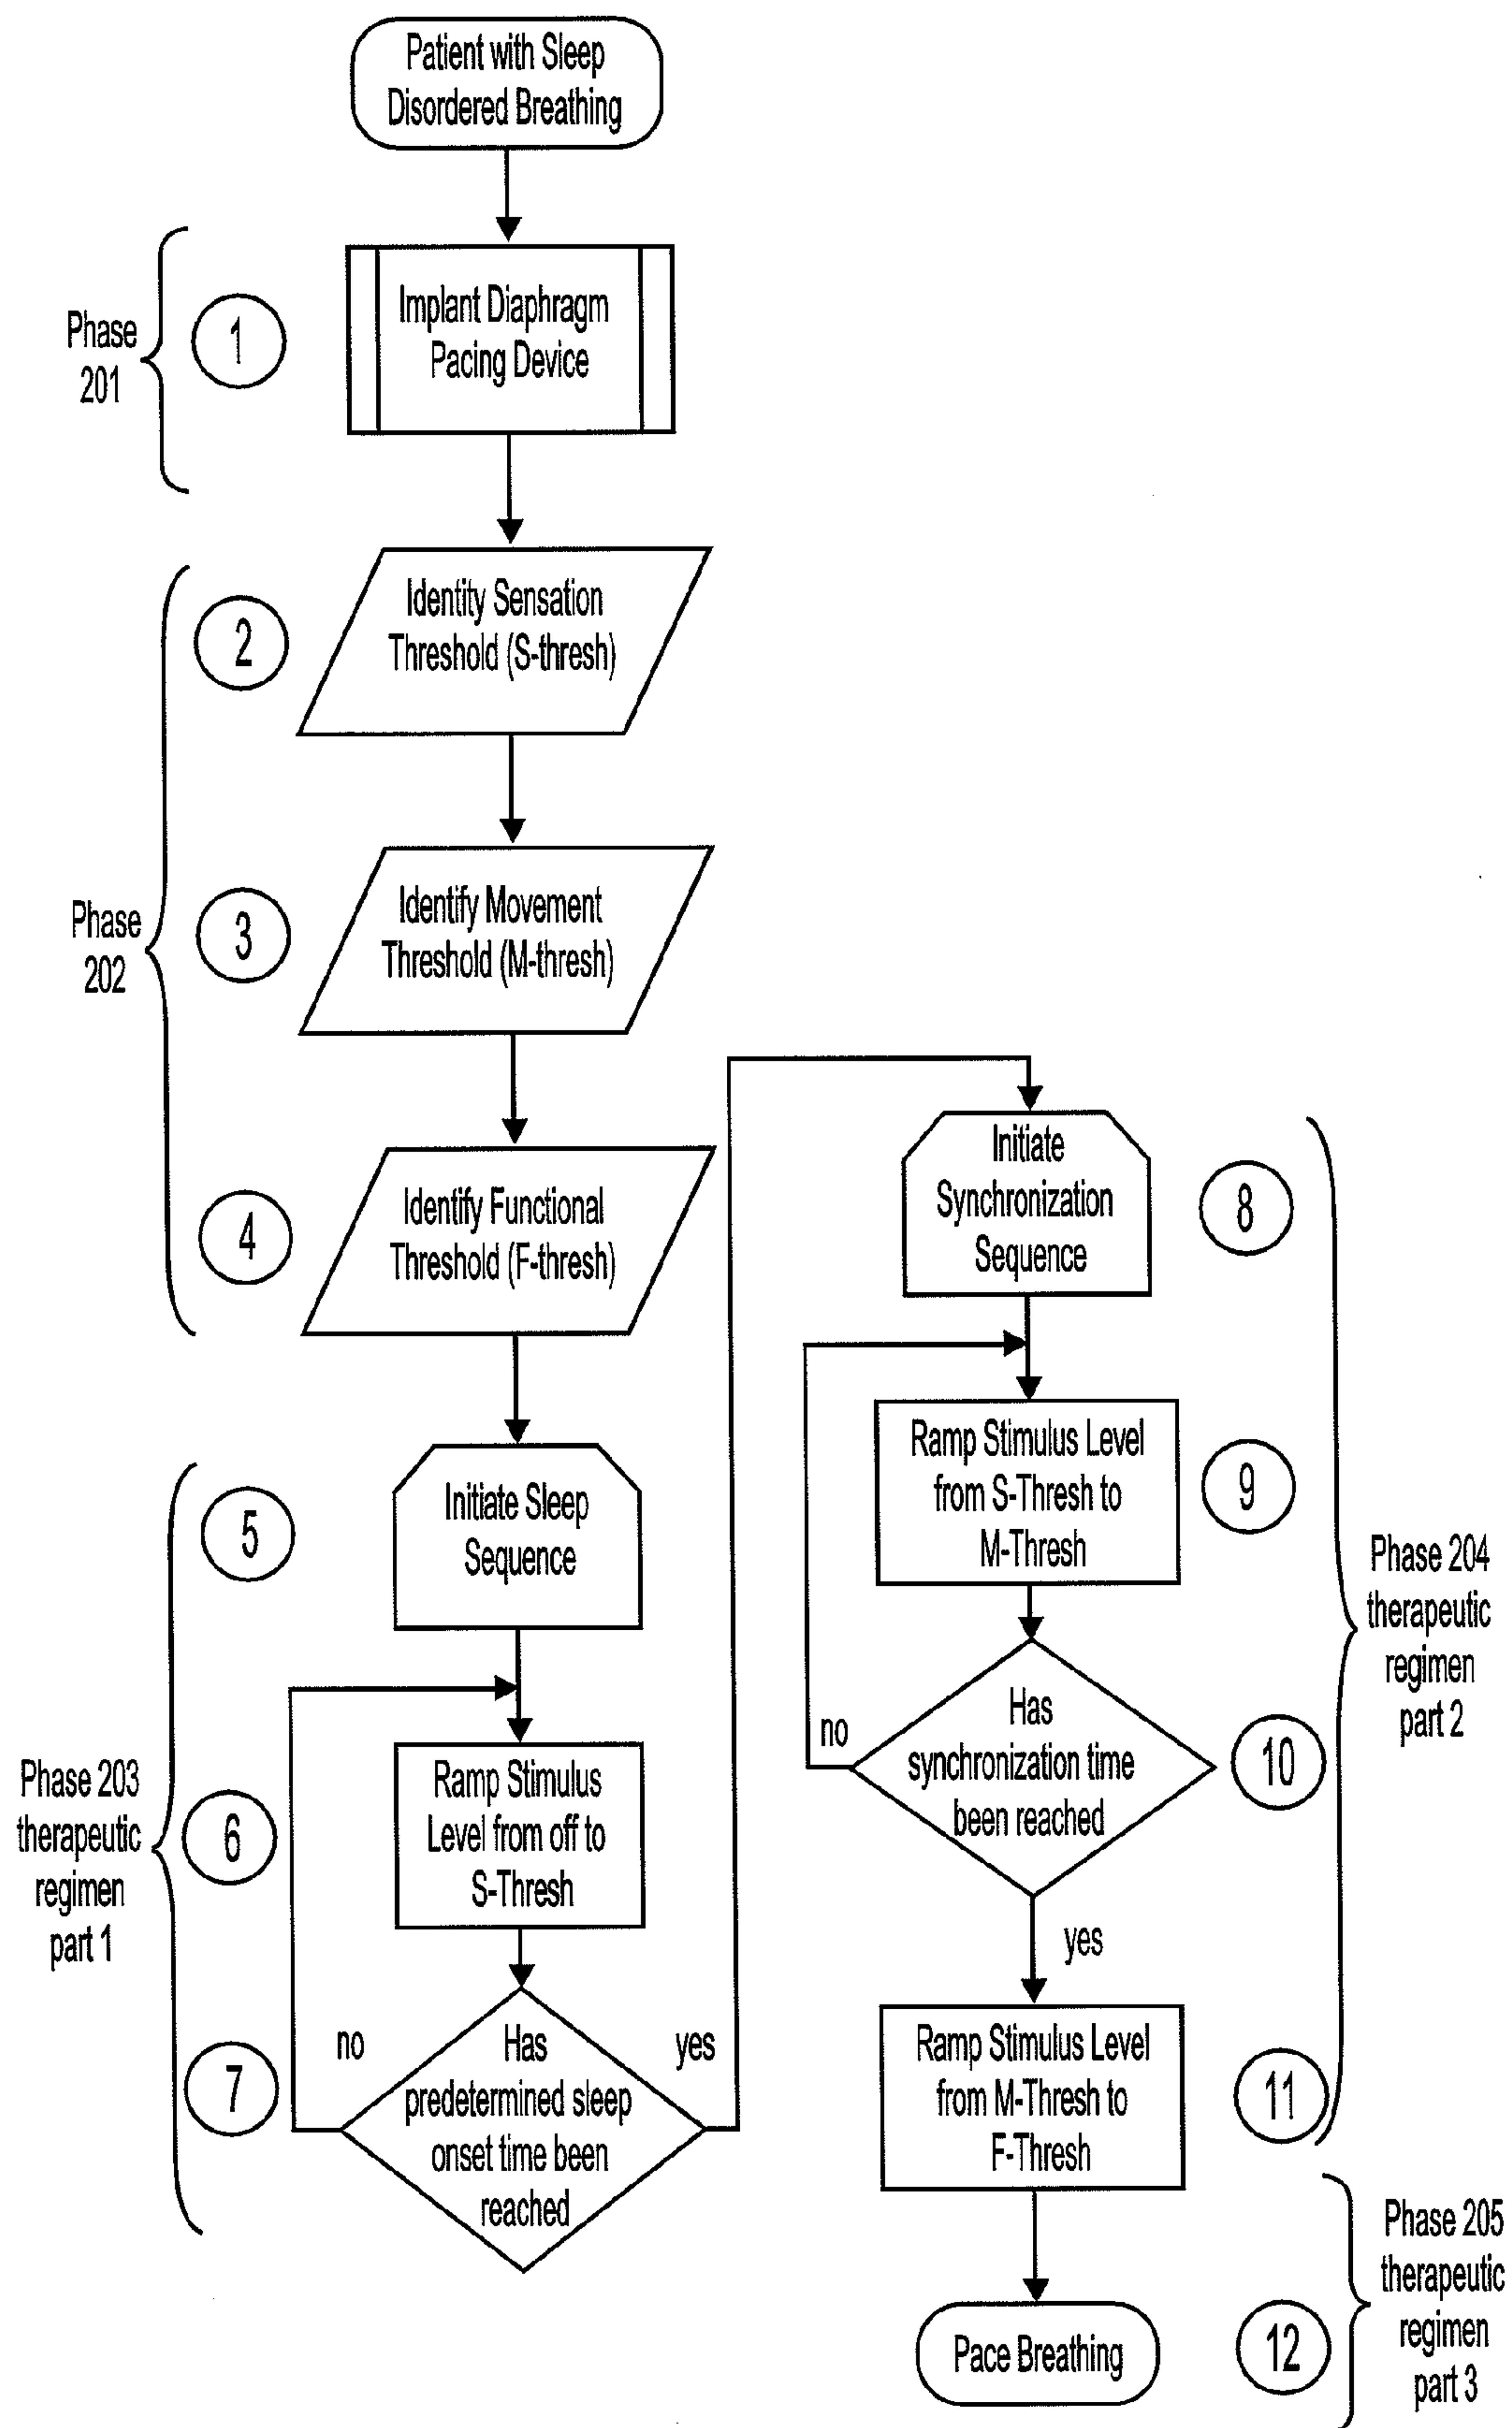 Patient with Sleep
Disordered Breathing
Phase
201
1
Implant Diaphragm
Pacing Device
Phase
202
2
Identity Sensation
Threshold (S-thresh)
3
Identify Movement
Threshold (M-thresh)
4
Identify Functional
Threshold (F-thresh)
Phase 203
therapeutic
regimen
part 1
5
Initiate Sleep
Sequence
6
Ramp Stimulus
Level from off to
S-Thresh
7
no
Has
predetermined sleep
onset time been
reached
yes
Initiate
Synchronization
Sequence
8
Ramp Stimulus Level
from S-Thresh to
M-Thresh
9
no
Has
synchronization time
been reached
10
yes
Ramp Stimulus Level
from M-Thresh to
F-Thresh
11
Phase 204
therapeutic
regimen
part 2
Pace Breathing
12
Phase 205
therapeutic
regimen
part 3